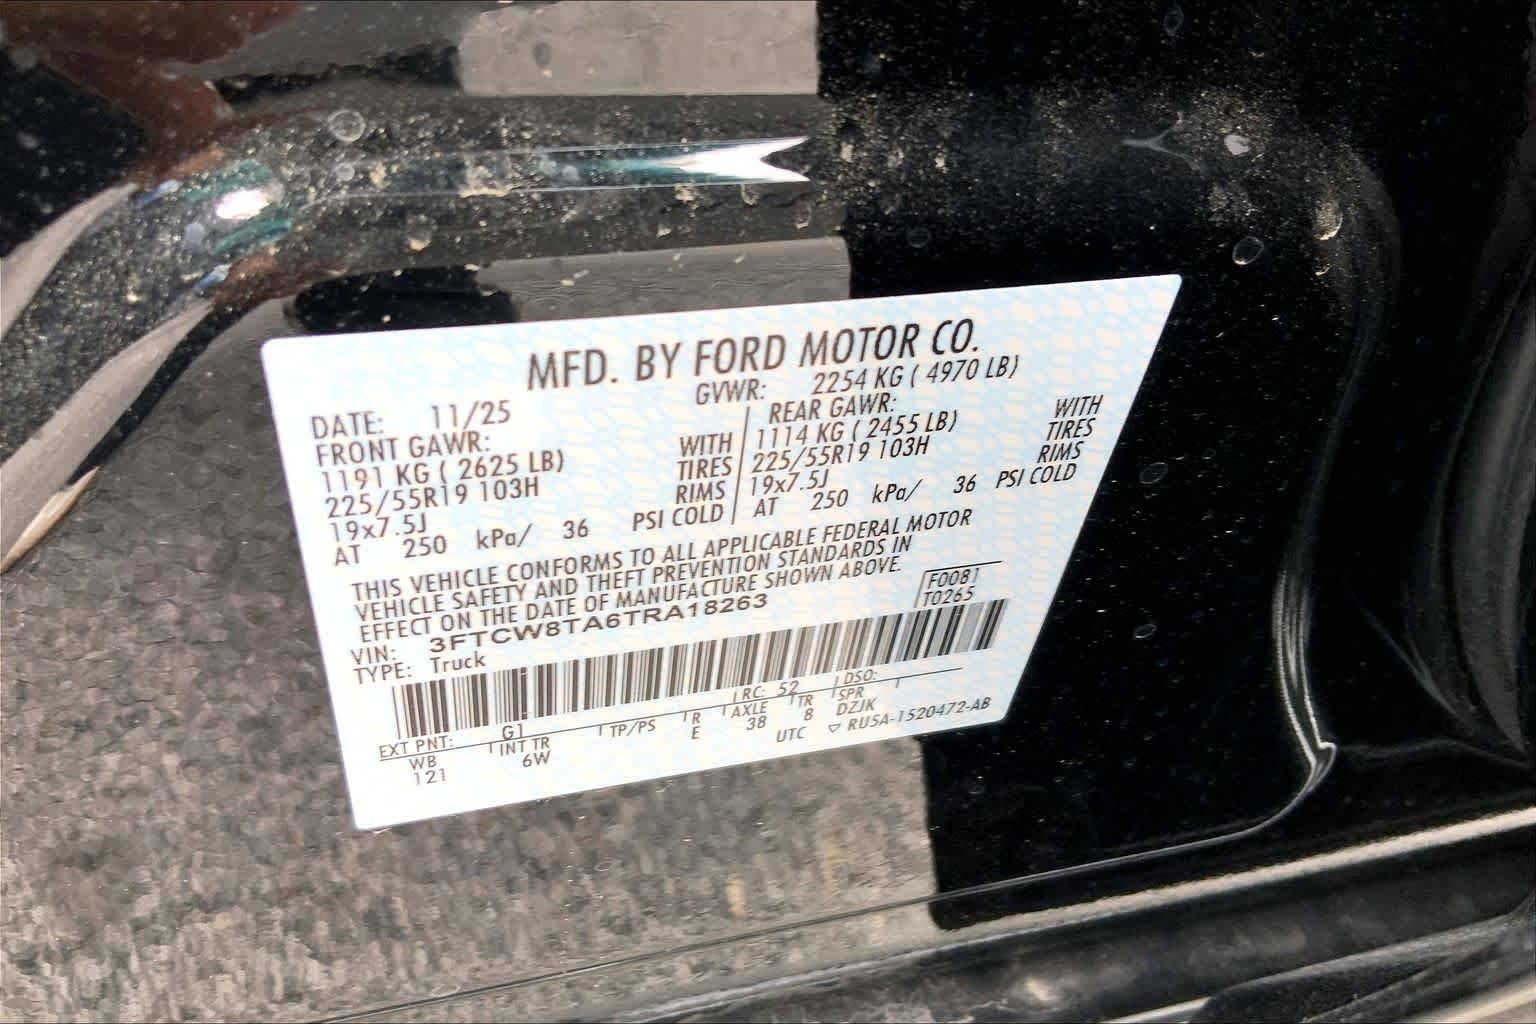 MFD. BY FORD MOTOR CO.
DATE: 11/25 GVWR: 2254 KG ( 4970 LB)
FRONT GAWR: WITH
1191 KG ( 2625 LB) TIRES
225/55R19 103H RIMS
19x7.5J
AT 250 kPa/ 36 PSI COLD
REAR GAWR: WITH
1114 KG ( 2455 LB) TIRES
225/55R19 103H RIMS
19x7.5J
AT 250 kPa/ 36 PSI COLD
THIS VEHICLE CONFORMS TO ALL APPLICABLE FEDERAL MOTOR
VEHICLE SAFETY AND THEFT PREVENTION STANDARDS IN
EFFECT ON THE DATE OF MANUFACTURE SHOWN ABOVE.
F0081
T0265
VIN: 3FTCW8TA6TRA18263
TYPE: Truck
EXT PNT: G1 RC: 52 DSO:
WB INT TR TP/PS R AXLE TR SPR
121 6W E 38 B DZJK
UTC ▽ RU5A-1520472-AB